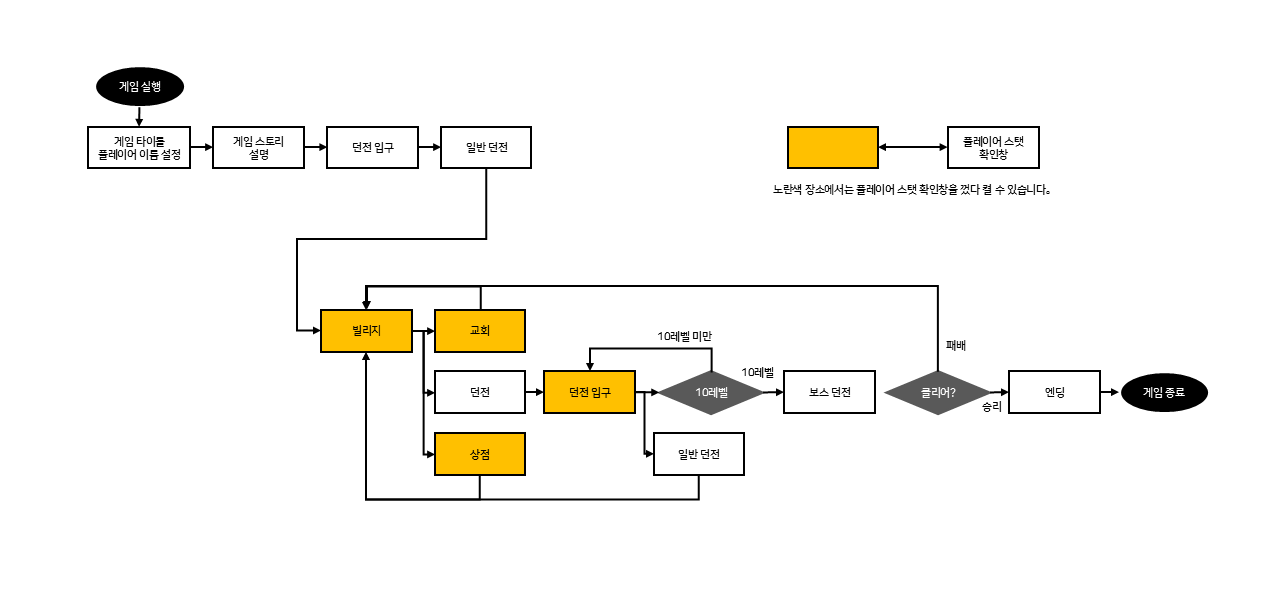 게임 실행
게임 타이틀
플레이어 이름 설정
게임 스토리
설명
던전 입구
일반 던전
플레이어 스탯
확인창
노란색 장소에서는 플레이어 스탯 확인창을 껐다 켤 수 있습니다.
빌리지
교회
10레벨 미만
패배
던전
던전 입구
10레벨
10레벨
보스 던전
클리어?
승리
엔딩
게임 종료
상점
일반 던전